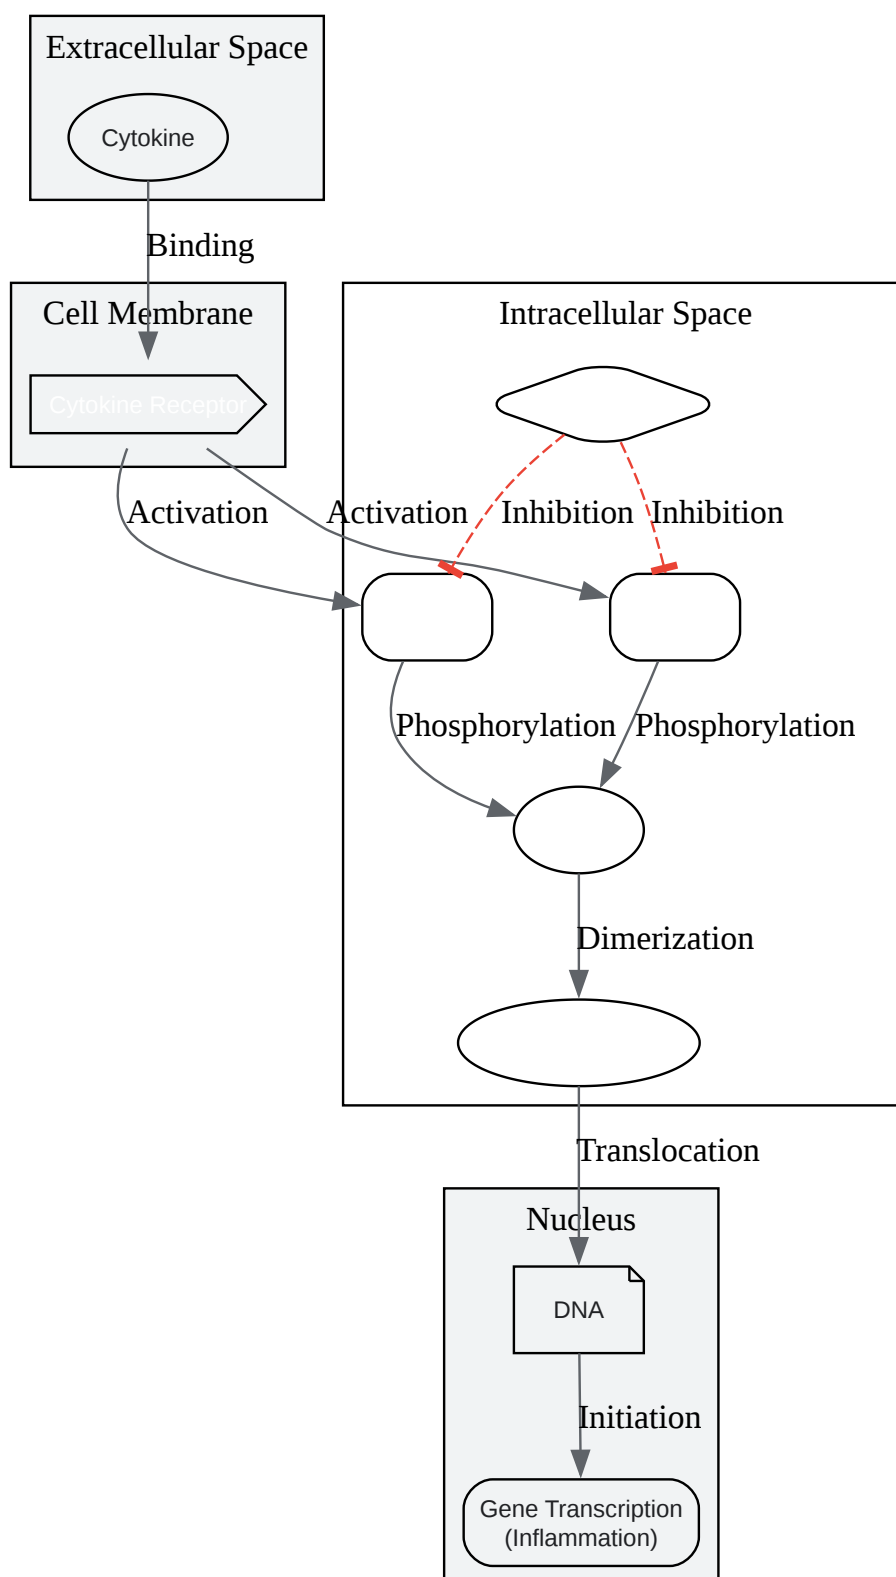 Extracellular Space
Cytokine
Binding
Cell Membrane
Intracellular Space
Cytokine Receptor
Activation
Activation
Inhibition
Inhibition
Phosphorylation
Phosphorylation
Dimerization
Translocation
Nucleus
DNA
Initiation
Gene Transcription
(Inflammation)